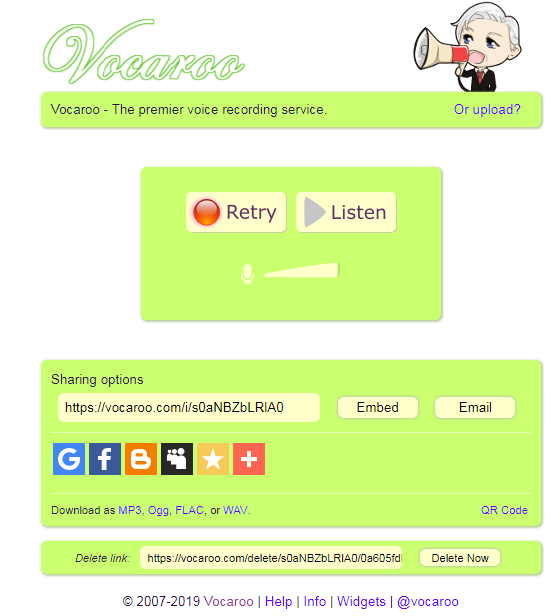 Vocaroo
Vocaroo - The premier voice recording service. Or upload?
Retry Listen
Sharing options
https://vocaroo.com/i/s0aNBZbLRIA0 Embed Email
Download as MP3, Ogg, FLAC, or WAV. QR Code
Delete link: https://vocaroo.com/delete/s0aNBZbLRIA0/0a605fd Delete Now
© 2007-2019 Vocaroo | Help | Info | Widgets | @vocaroo